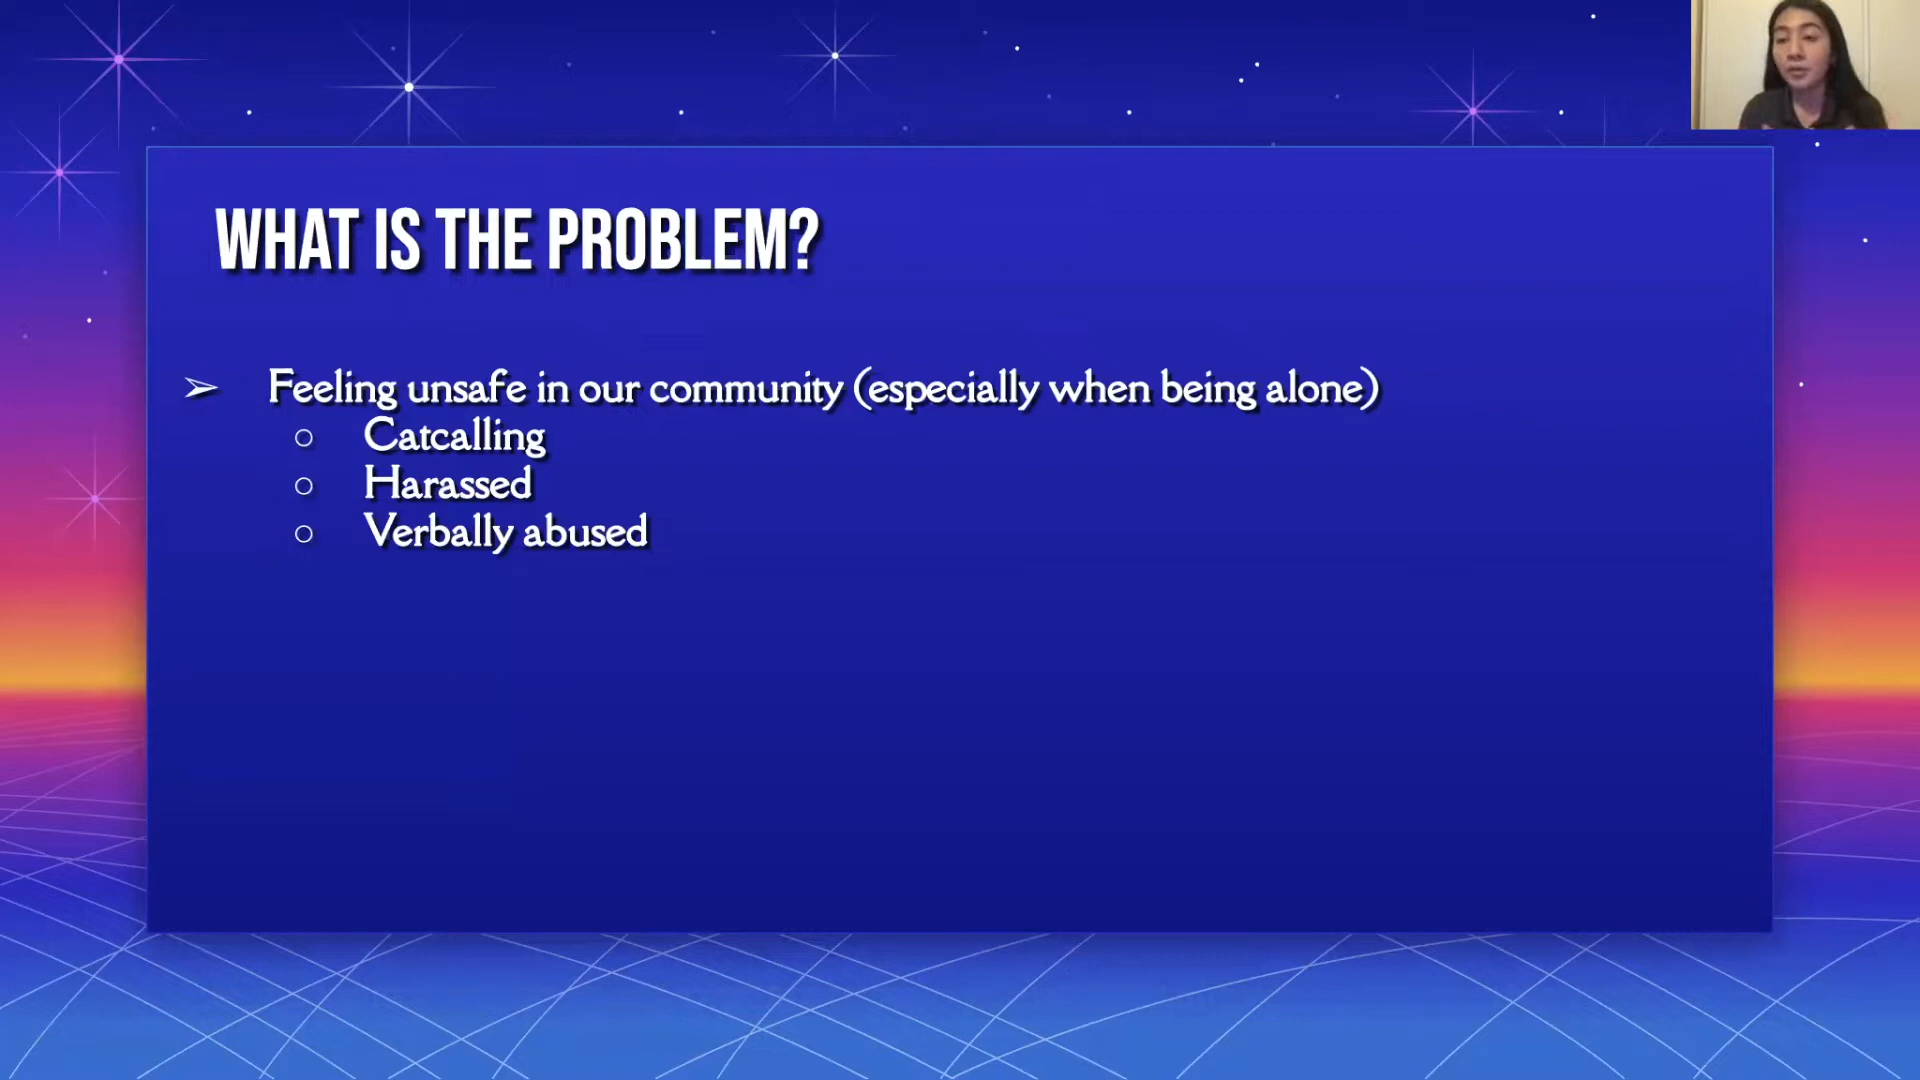 WHAT IS THE PROBLEM?
➢ Feeling unsafe in our community (especially when being alone)
○ Catcalling
○ Harassed
○ Verbally abused